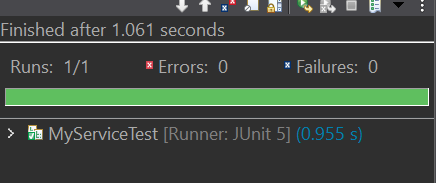 Finished after 1.061 seconds
Runs: 1/1 Errors: 0 Failures: 0
MyServiceTest [Runner: JUnit 5] (0.955 s)